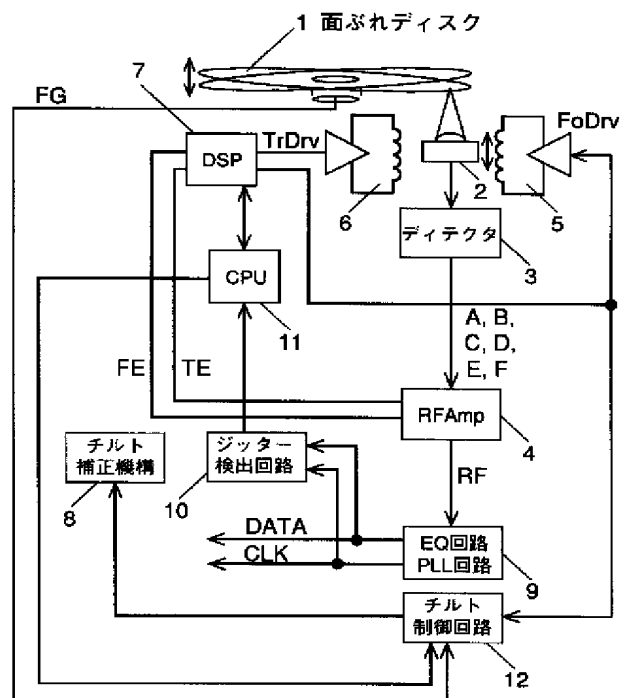 1 面ぶれディスク
7
FG
TrDrv
FoDrv
DSP
2
6
5
ディテクタ
3
CPU
11
A, B,
C, D,
E, F
FE
TE
RFAmp
4
チルト
補正機構
8
ジッター
検出回路
10
RF
DATA
CLK
EQ回路
PLL回路
9
チルト
制御回路
12